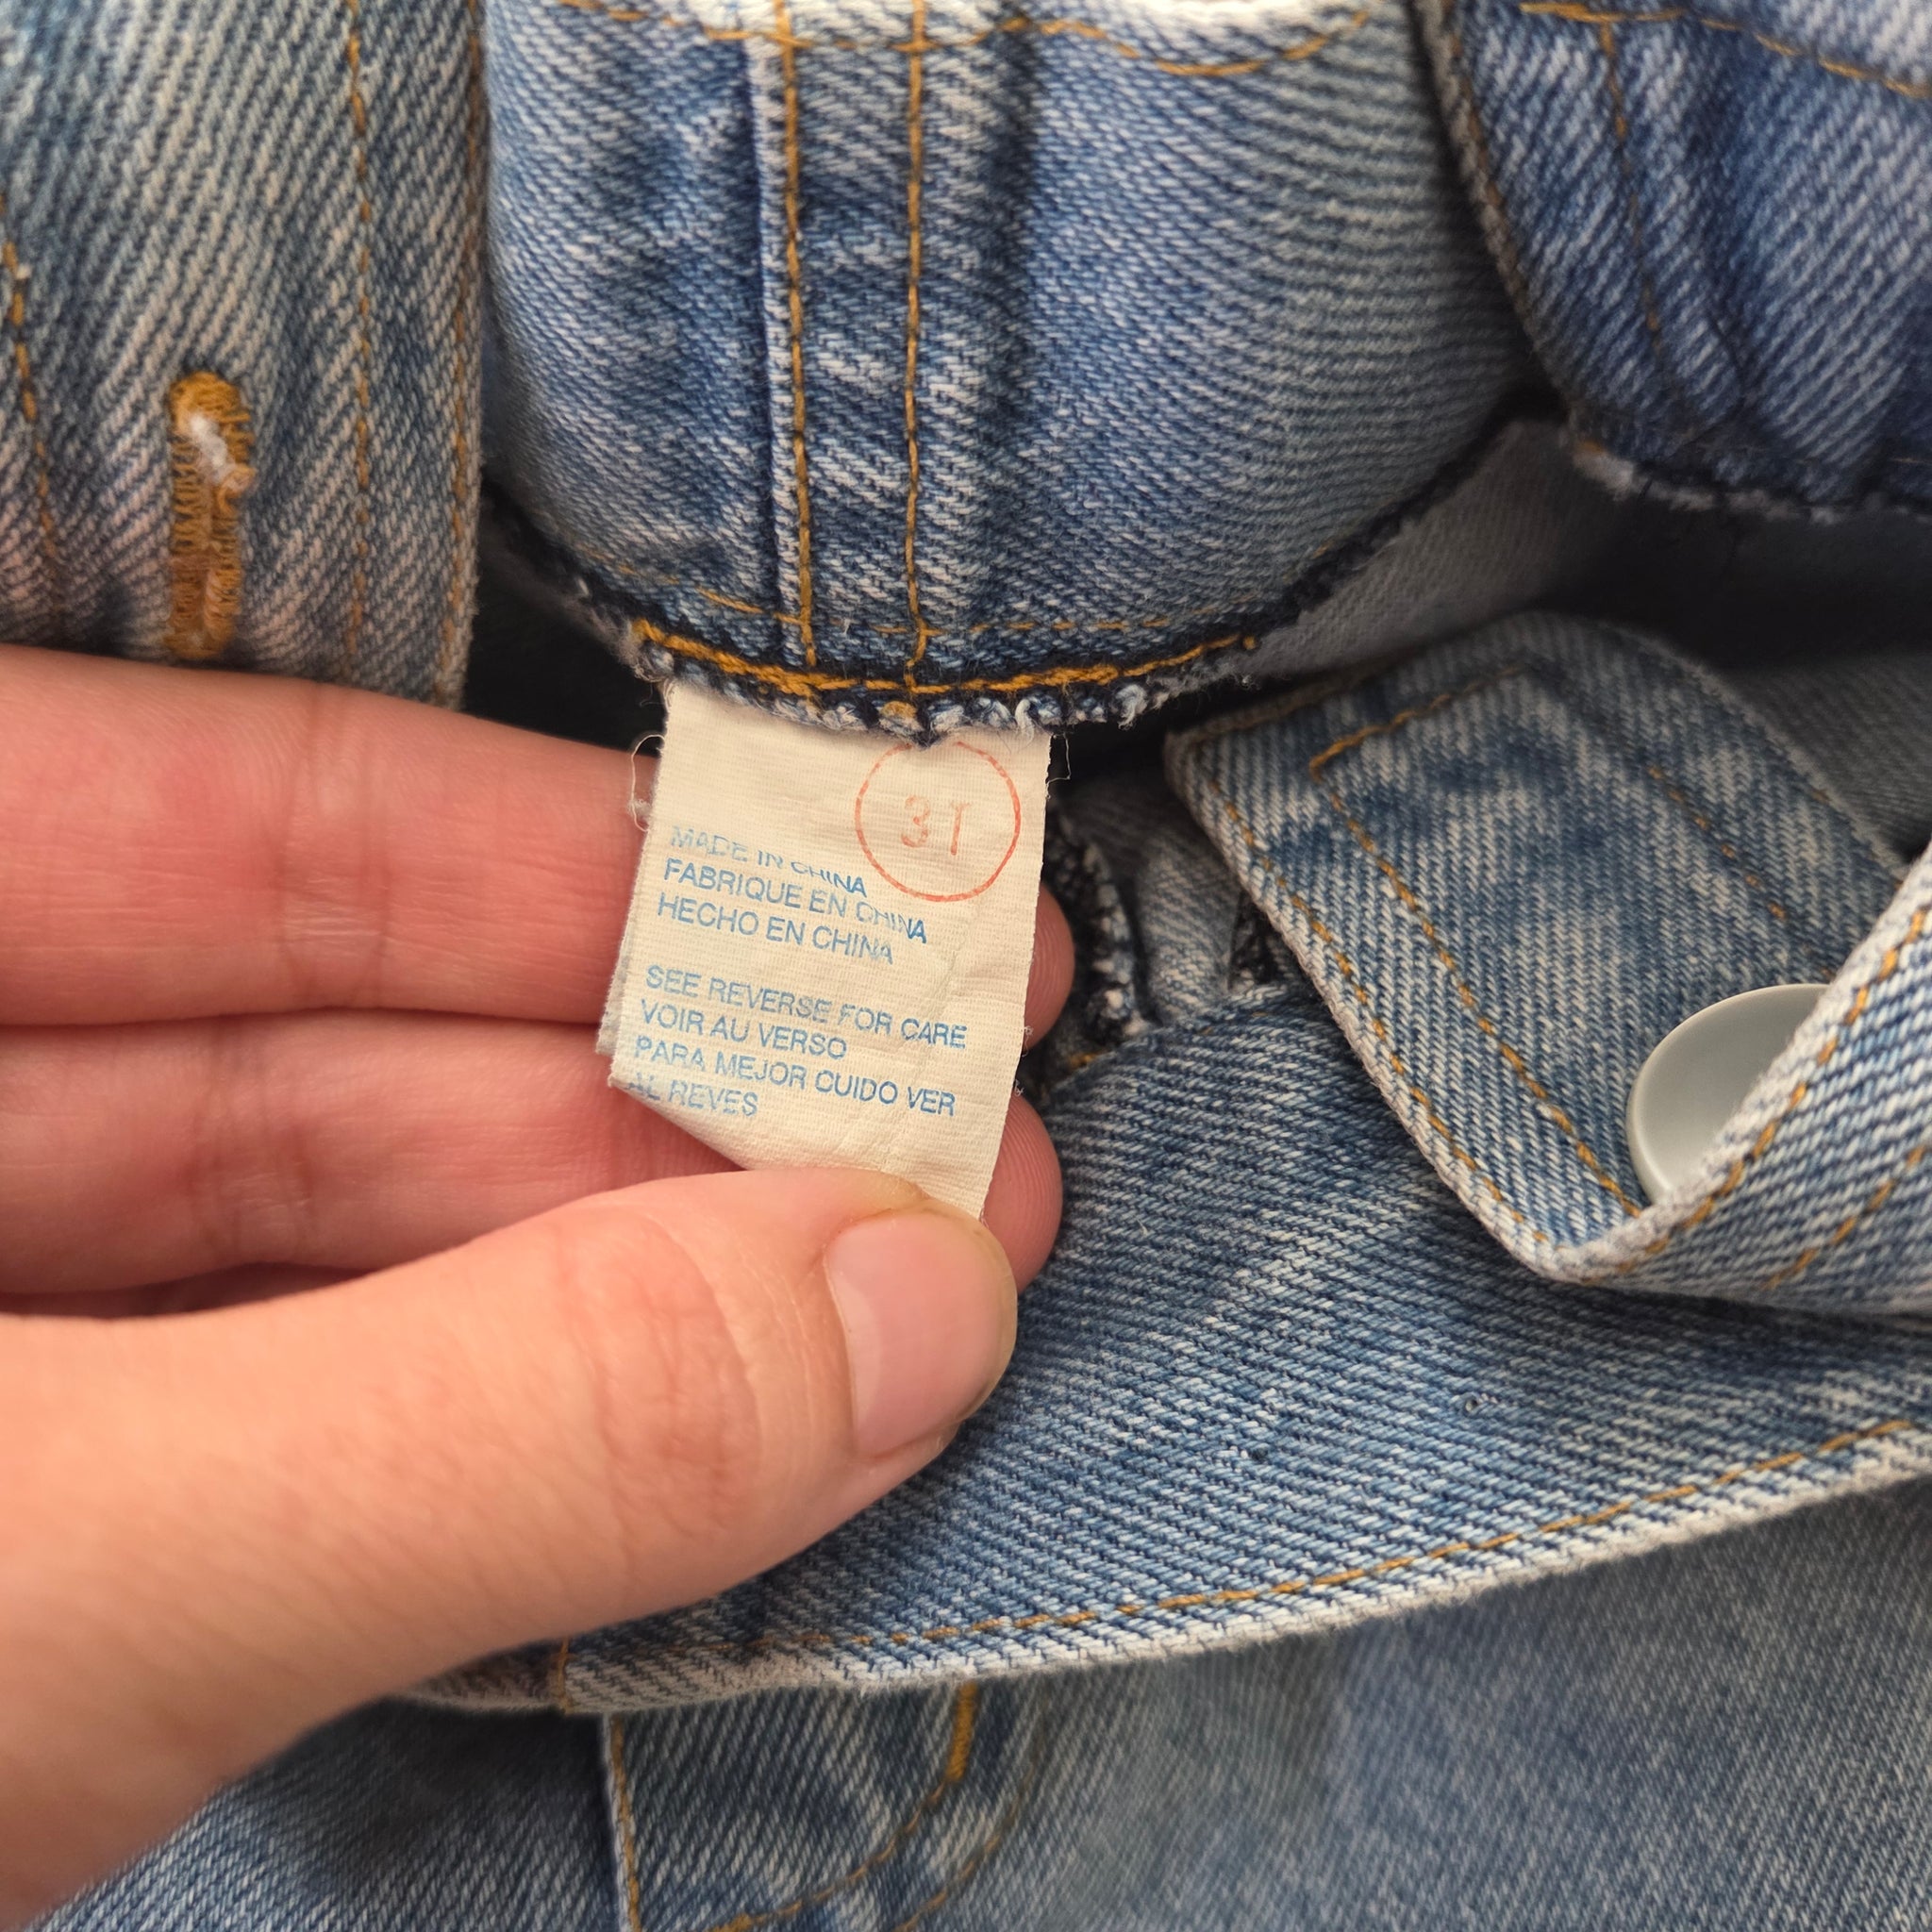 3T
MADE IN CHINA
FABRIQUE EN CHINA
HECHO EN CHINA
SEE REVERSE FOR CARE
VOIR AU VERSO
PARA MEJOR CUIDO VER
AL REVES